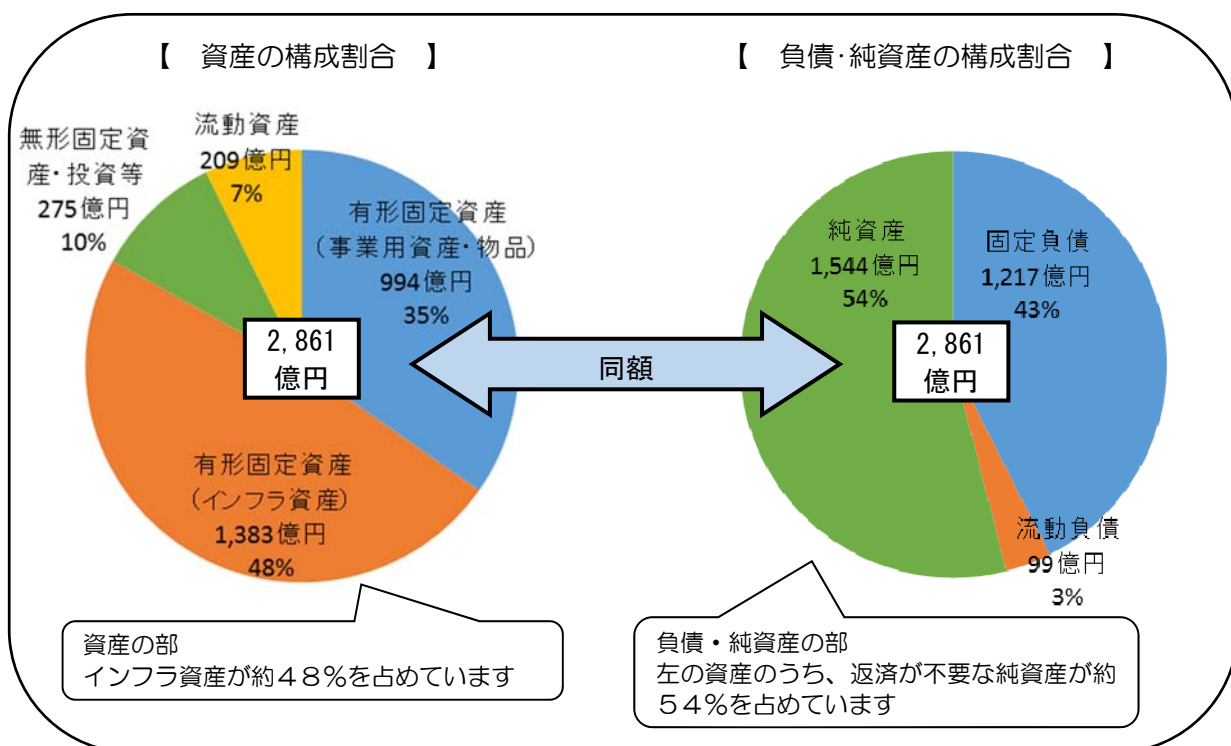 【　資産の構成割合　】
無形固定資
産・投資等
275億円
10%
流動資産
209億円
7%
有形固定資産
（事業用資産・物品）
994億円
35%
2,861
億円
有形固定資産
（インフラ資産）
1,383億円
48%
資産の部
インフラ資産が約４８％を占めています
同額
【　負債・純資産の構成割合　】
純資産
1,544億円
54%
固定負債
1,217億円
43%
2,861
億円
流動負債
99億円
3%
負債・純資産の部
左の資産のうち、返済が不要な純資産が約
５４％を占めています